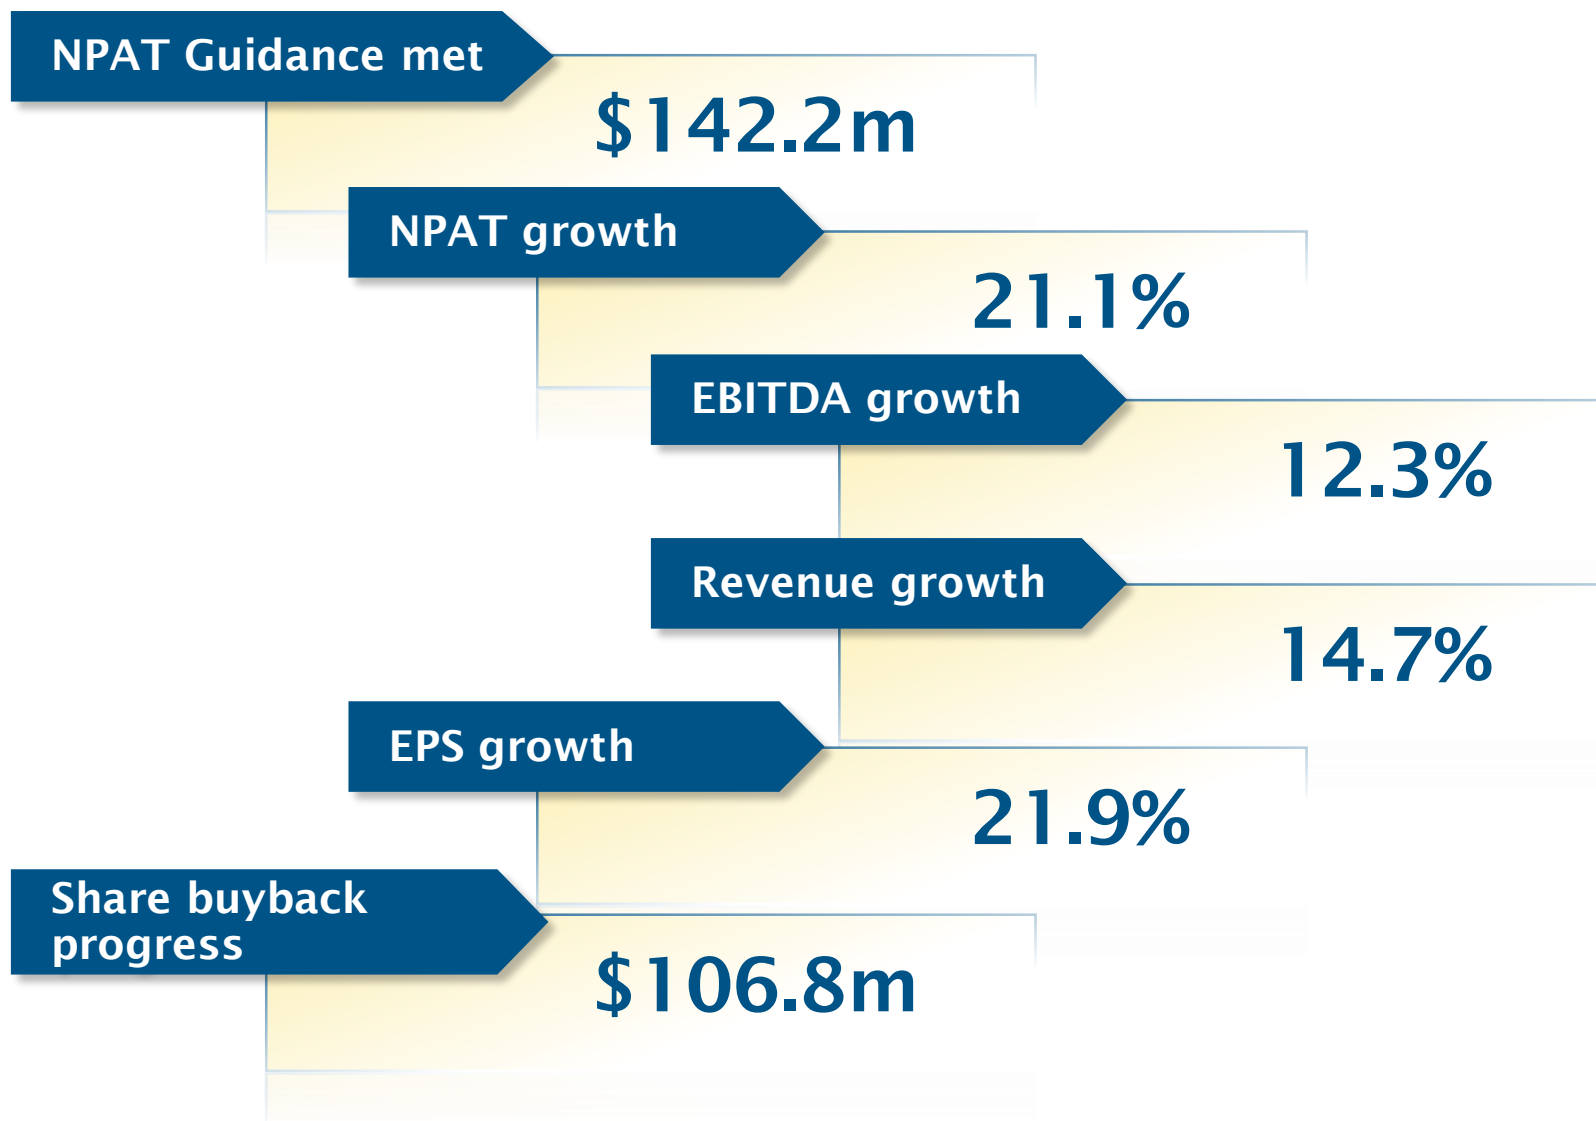 NPAT Guidance met
$142.2m
NPAT growth
21.1%
EBITDA growth
12.3%
Revenue growth
14.7%
EPS growth
21.9%
Share buyback
progress
$106.8m